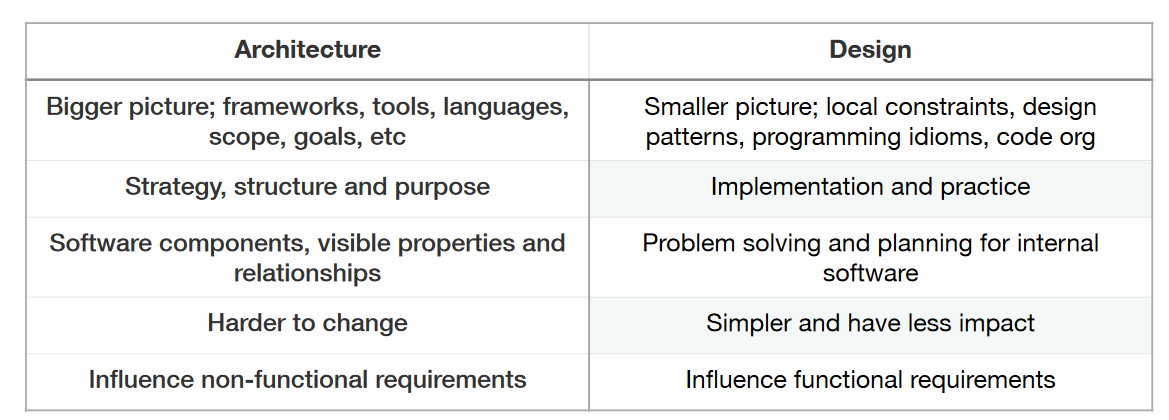 Architecture
Design
Bigger picture; frameworks, tools, languages,
scope, goals, etc
Smaller picture; local constraints, design
patterns, programming idioms, code org
Strategy, structure and purpose
Implementation and practice
Software components, visible properties and
relationships
Problem solving and planning for internal
software
Harder to change
Simpler and have less impact
Influence non-functional requirements
Influence functional requirements